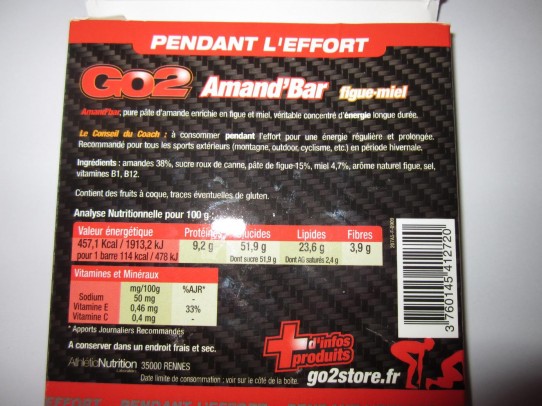 PENDANT L'EFFORT
GO2 Amand'Bar figue-miel
Amand'bar, pure pâte d'amande enrichie en figue et miel, véritable concentré d'énergie longue durée.
Le Conseil du Coach : à consommer pendant l'effort pour une énergie régulière et prolongée.
Recommandé pour tous les sports extérieurs (montagne, outdoor, cyclisme, etc.) en période hivernale.
Ingrédients : amandes 38%, sucre roux de canne, pâte de figue 15%, miel 4,7%, arôme naturel figue, sel,
vitamines B1, B12.
Contient des fruits à coque, traces éventuelles de gluten.
Analyse Nutritionnelle pour 100 g :
Valeur énergétique Protéines Glucides Lipides Fibres
457,1 Kcal / 1913,2 kJ 9,2 g 51,9 g 23,6 g 3,9 g
pour 1 barre 114 kcal / 478 kJ Dont sucre 51,9 g Dont AG saturés 2,4 g
Vitamines et Minéraux
mg/100g %AJR*
Sodium 50 mg -
Vitamine E 0,46 mg 33%
Vitamine C 0,4 mg -
* Apports Journaliers Recommandés
A conserver dans un endroit frais et sec.
AthléticNutrition 35000 RENNES
Date limite de consommation : voir sur le côté de la boite.
+ d'infos
produits
go2store.fr
3 760145 412720
EFFORT PENDANT L'EFFORT